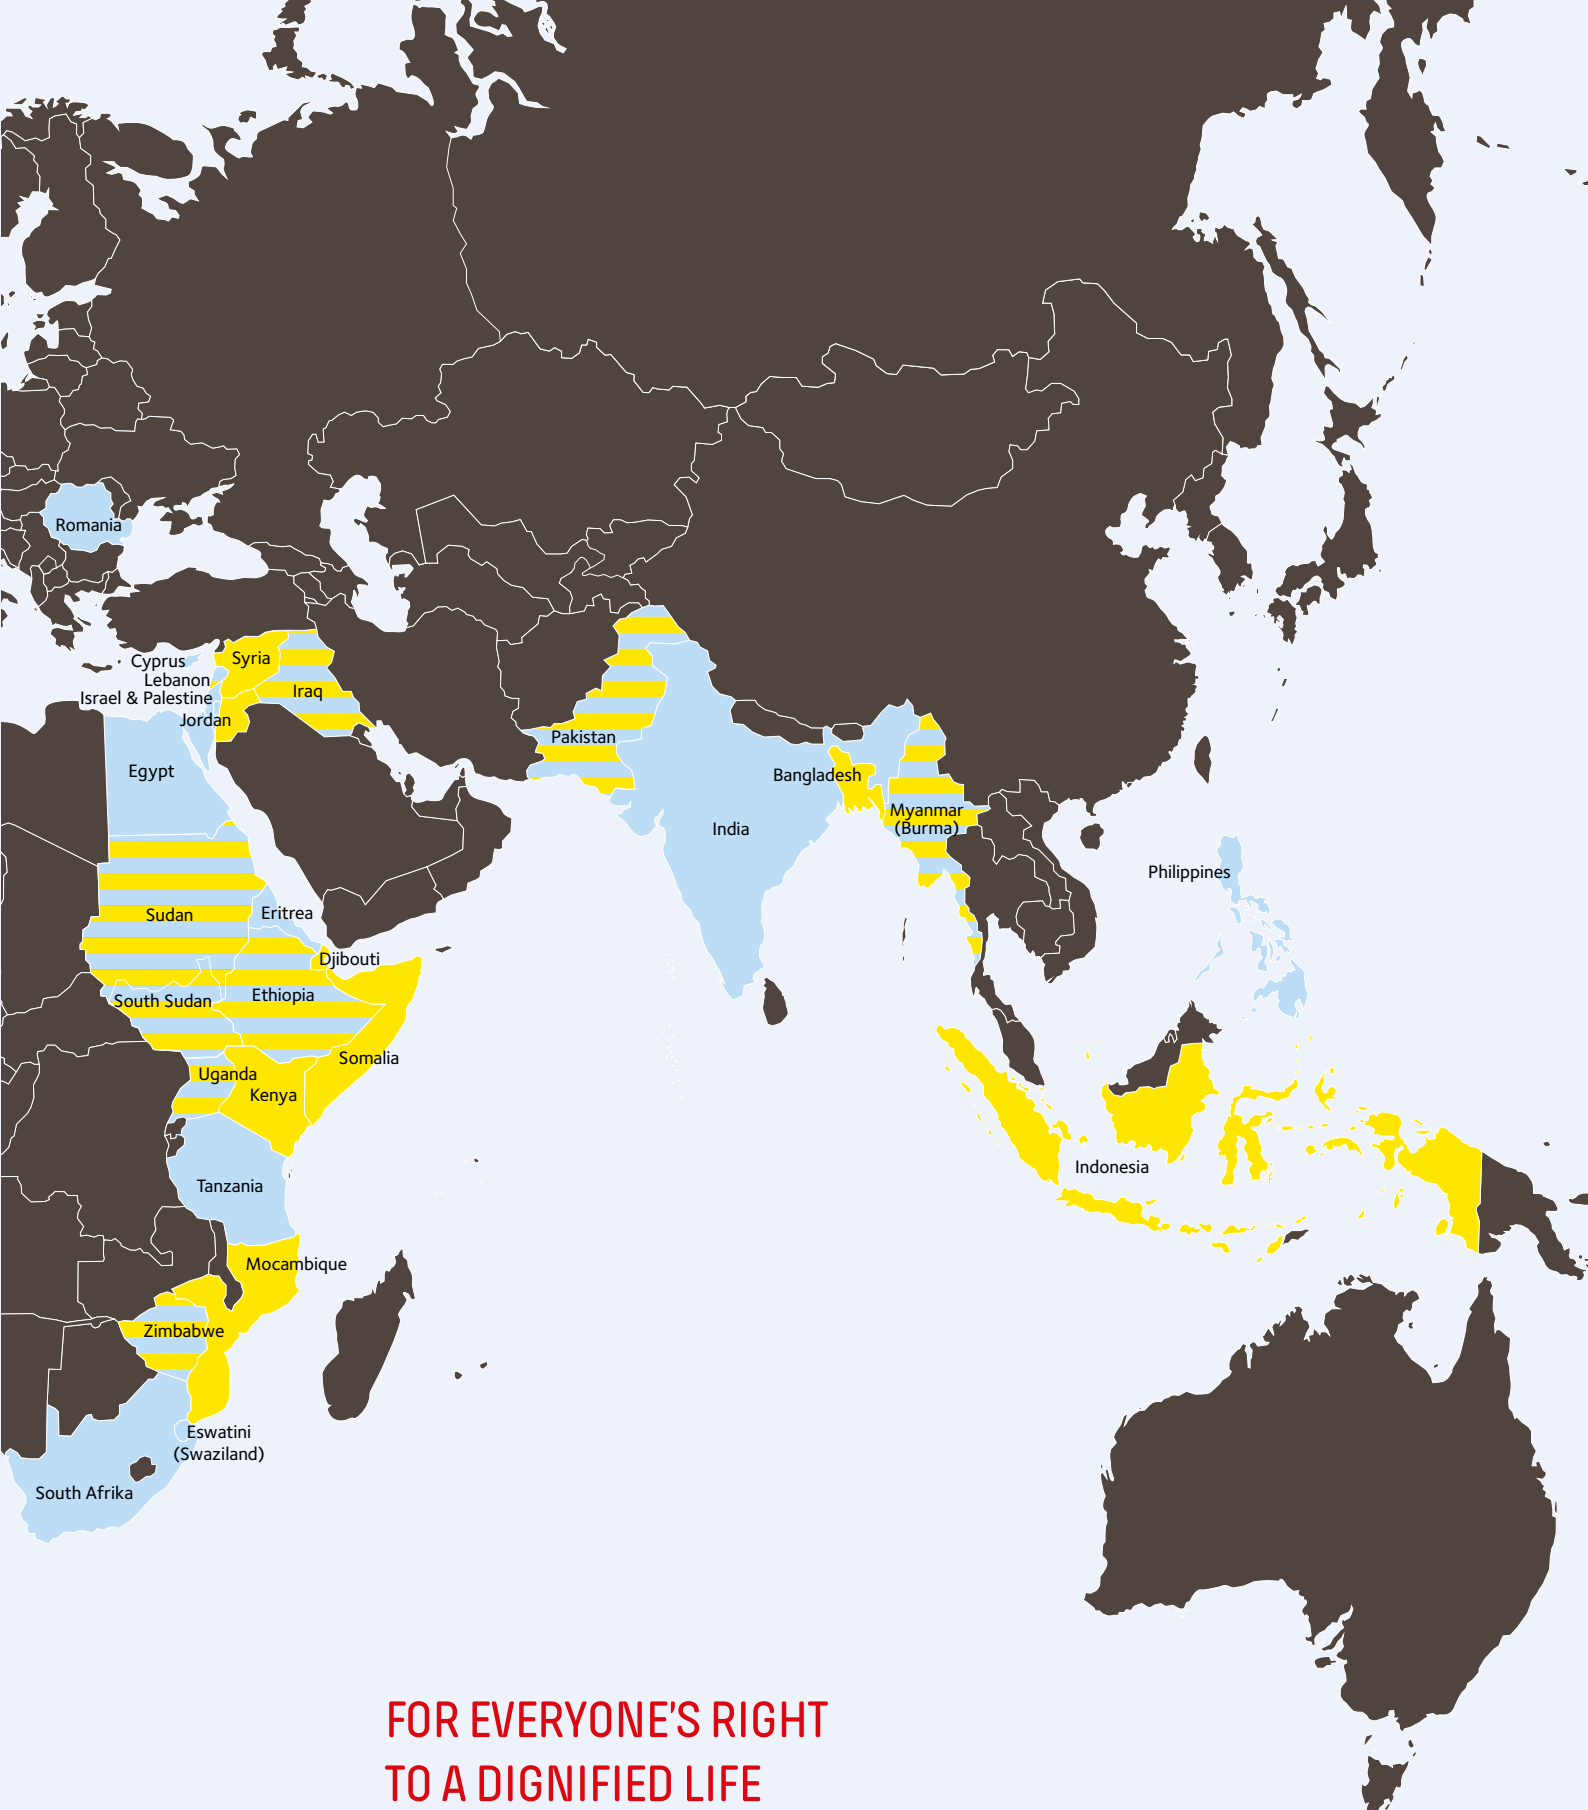 Romania
Cyprus
Syria
Lebanon
Iraq
Israel & Palestine
Jordan
Pakistan
Egypt
Bangladesh
Myanmar
(Burma)
India
Philippines
Sudan
Eritrea
Djibouti
Ethiopia
South Sudan
Somalia
Uganda
Kenya
Indonesia
Tanzania
Mocambique
Zimbabwe
Eswatini
(Swaziland)
South Afrika
FOR EVERYONE’S RIGHT
TO A DIGNIFIED LIFE